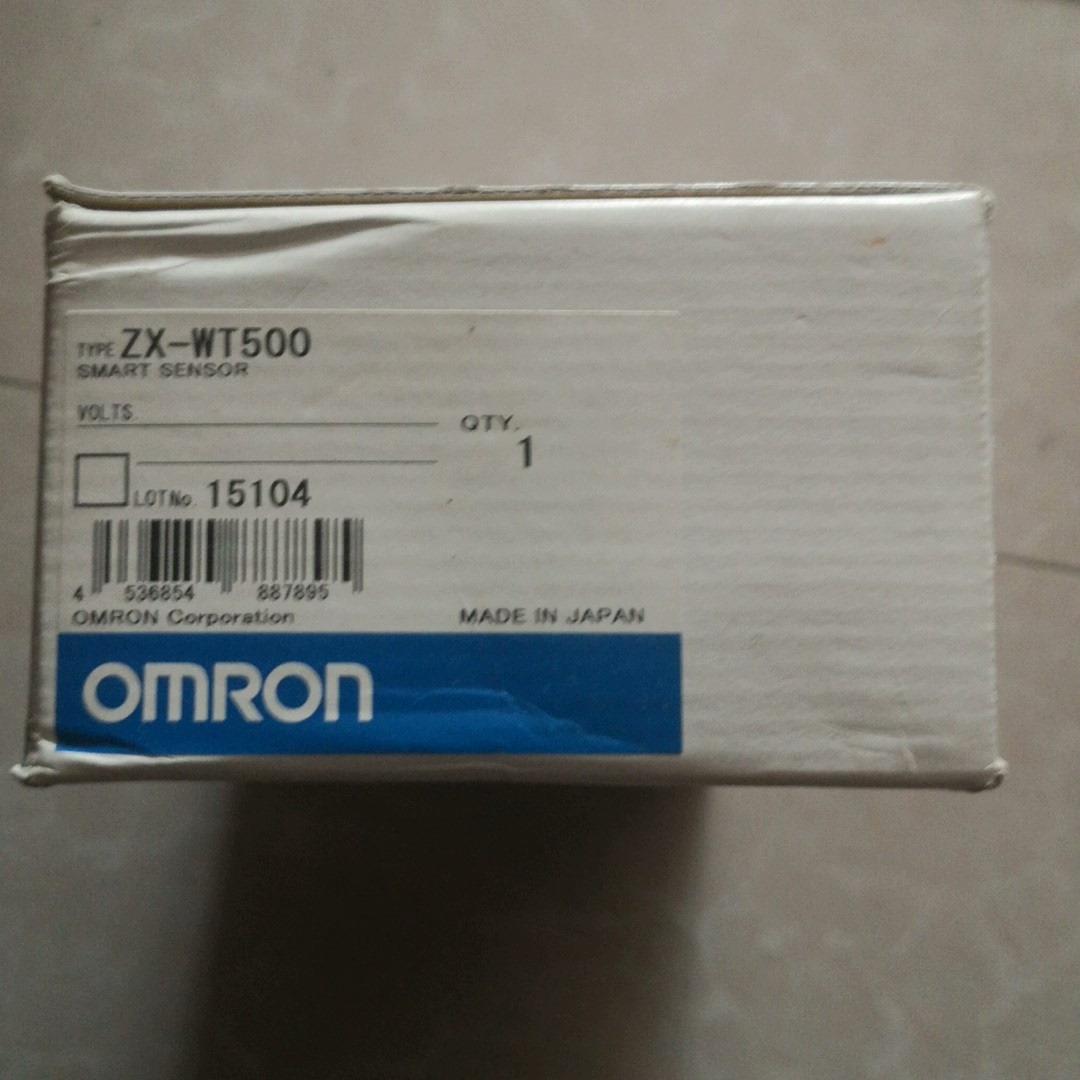 TYPE ZX-WT500
SMART SENSOR
VOLTS
QTY.
1
LOT No. 15104
4 536854 887895
OMRON Corporation MADE IN JAPAN
OMRON